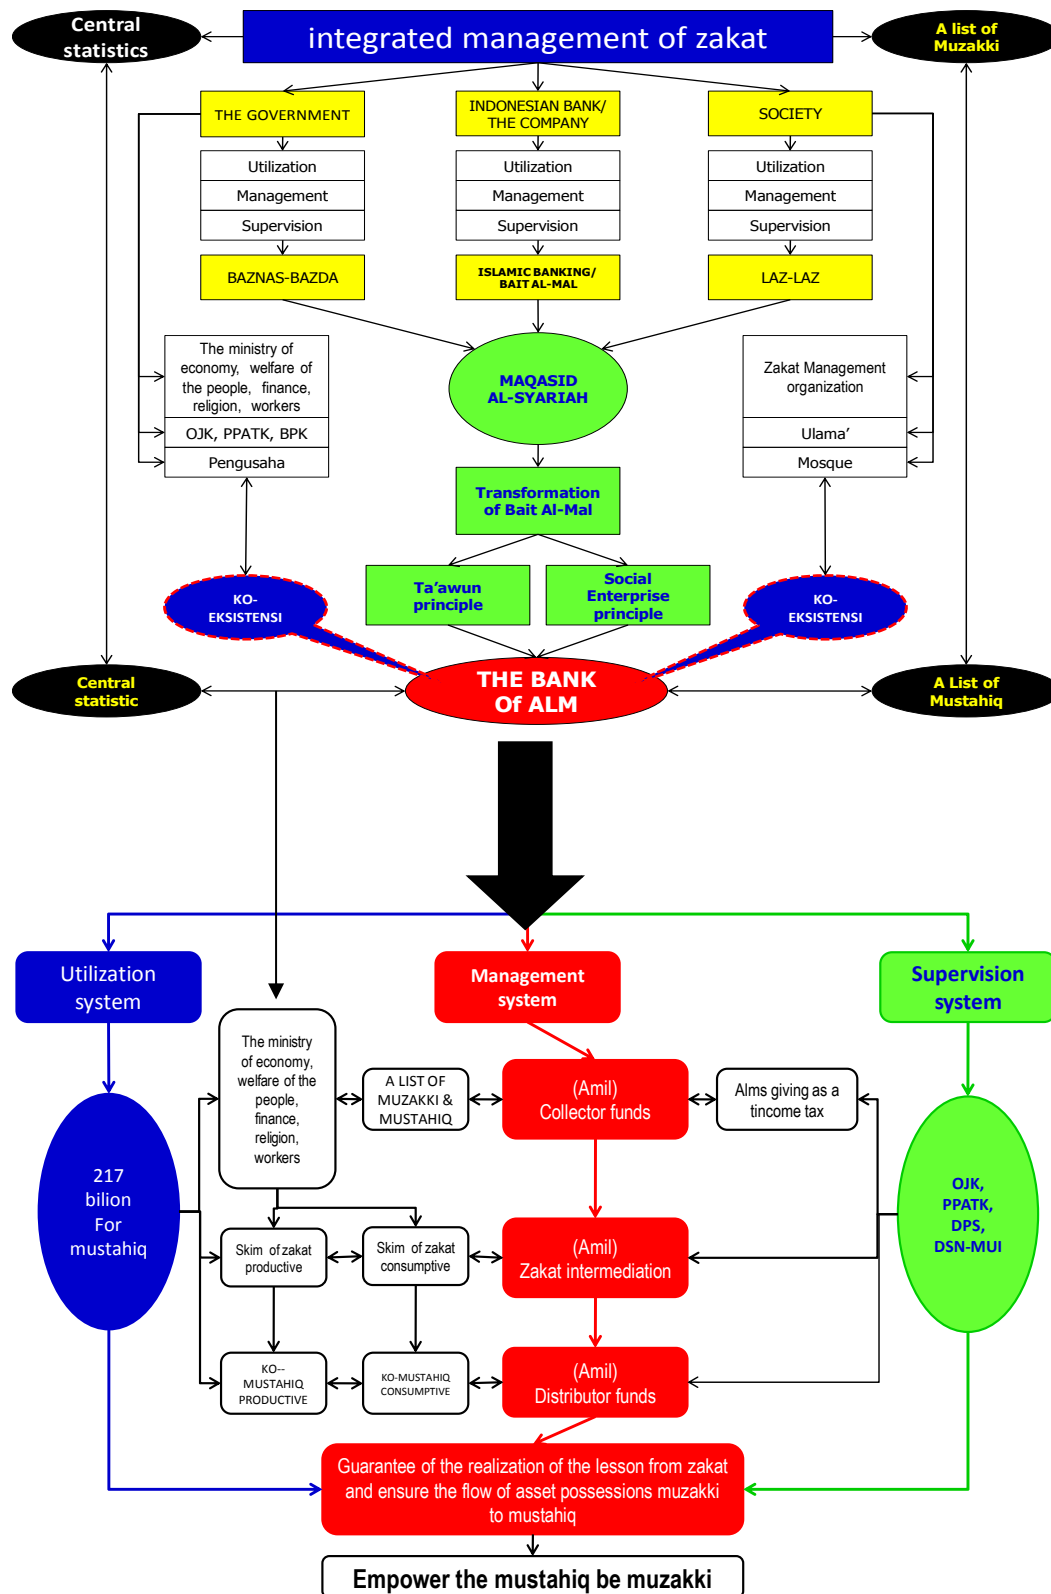 Central
statistics
integrated management of zakat
A list of
Muzakki
THE GOVERNMENT
INDONESIAN BANK/
THE COMPANY
SOCIETY
Utilization
Management
Supervision
Utilization
Management
Supervision
Utilization
Management
Supervision
BAZNAS-BAZDA
ISLAMIC BANKING/
BAIT AL-MAL
LAZ-LAZ
The ministry of
economy, welfare of
the people, finance,
religion, workers
OJK, PPATK, BPK
Pengusaha
MAQASID
AL-SYARIAH
Zakat Management
organization
Ulama’
Mosque
Transformation
of Bait Al-Mal
Ta’awun
principle
Social
Enterprise
principle
KO-
EKSISTENSI
KO-
EKSISTENSI
Central
statistic
THE BANK
Of ALM
A List of
Mustahiq
Utilization
system
Management
system
Supervision
system
The ministry
of economy,
welfare of the
people,
finance,
religion,
workers
A LIST OF
MUZAKKI &
MUSTAHIQ
(Amil)
Collector funds
Alms giving as a
tincome tax
217
bilion
For
mustahiq
OJK,
PPATK,
DPS,
DSN-MUI
Skim of zakat
productive
Skim of zakat
consumptive
(Amil)
Zakat intermediation
KO--
MUSTAHIQ
PRODUCTIVE
KO-MUSTAHIQ
CONSUMPTIVE
(Amil)
Distributor funds
Guarantee of the realization of the lesson from zakat
and ensure the flow of asset possessions muzakki
to mustahiq
Empower the mustahiq be muzakki